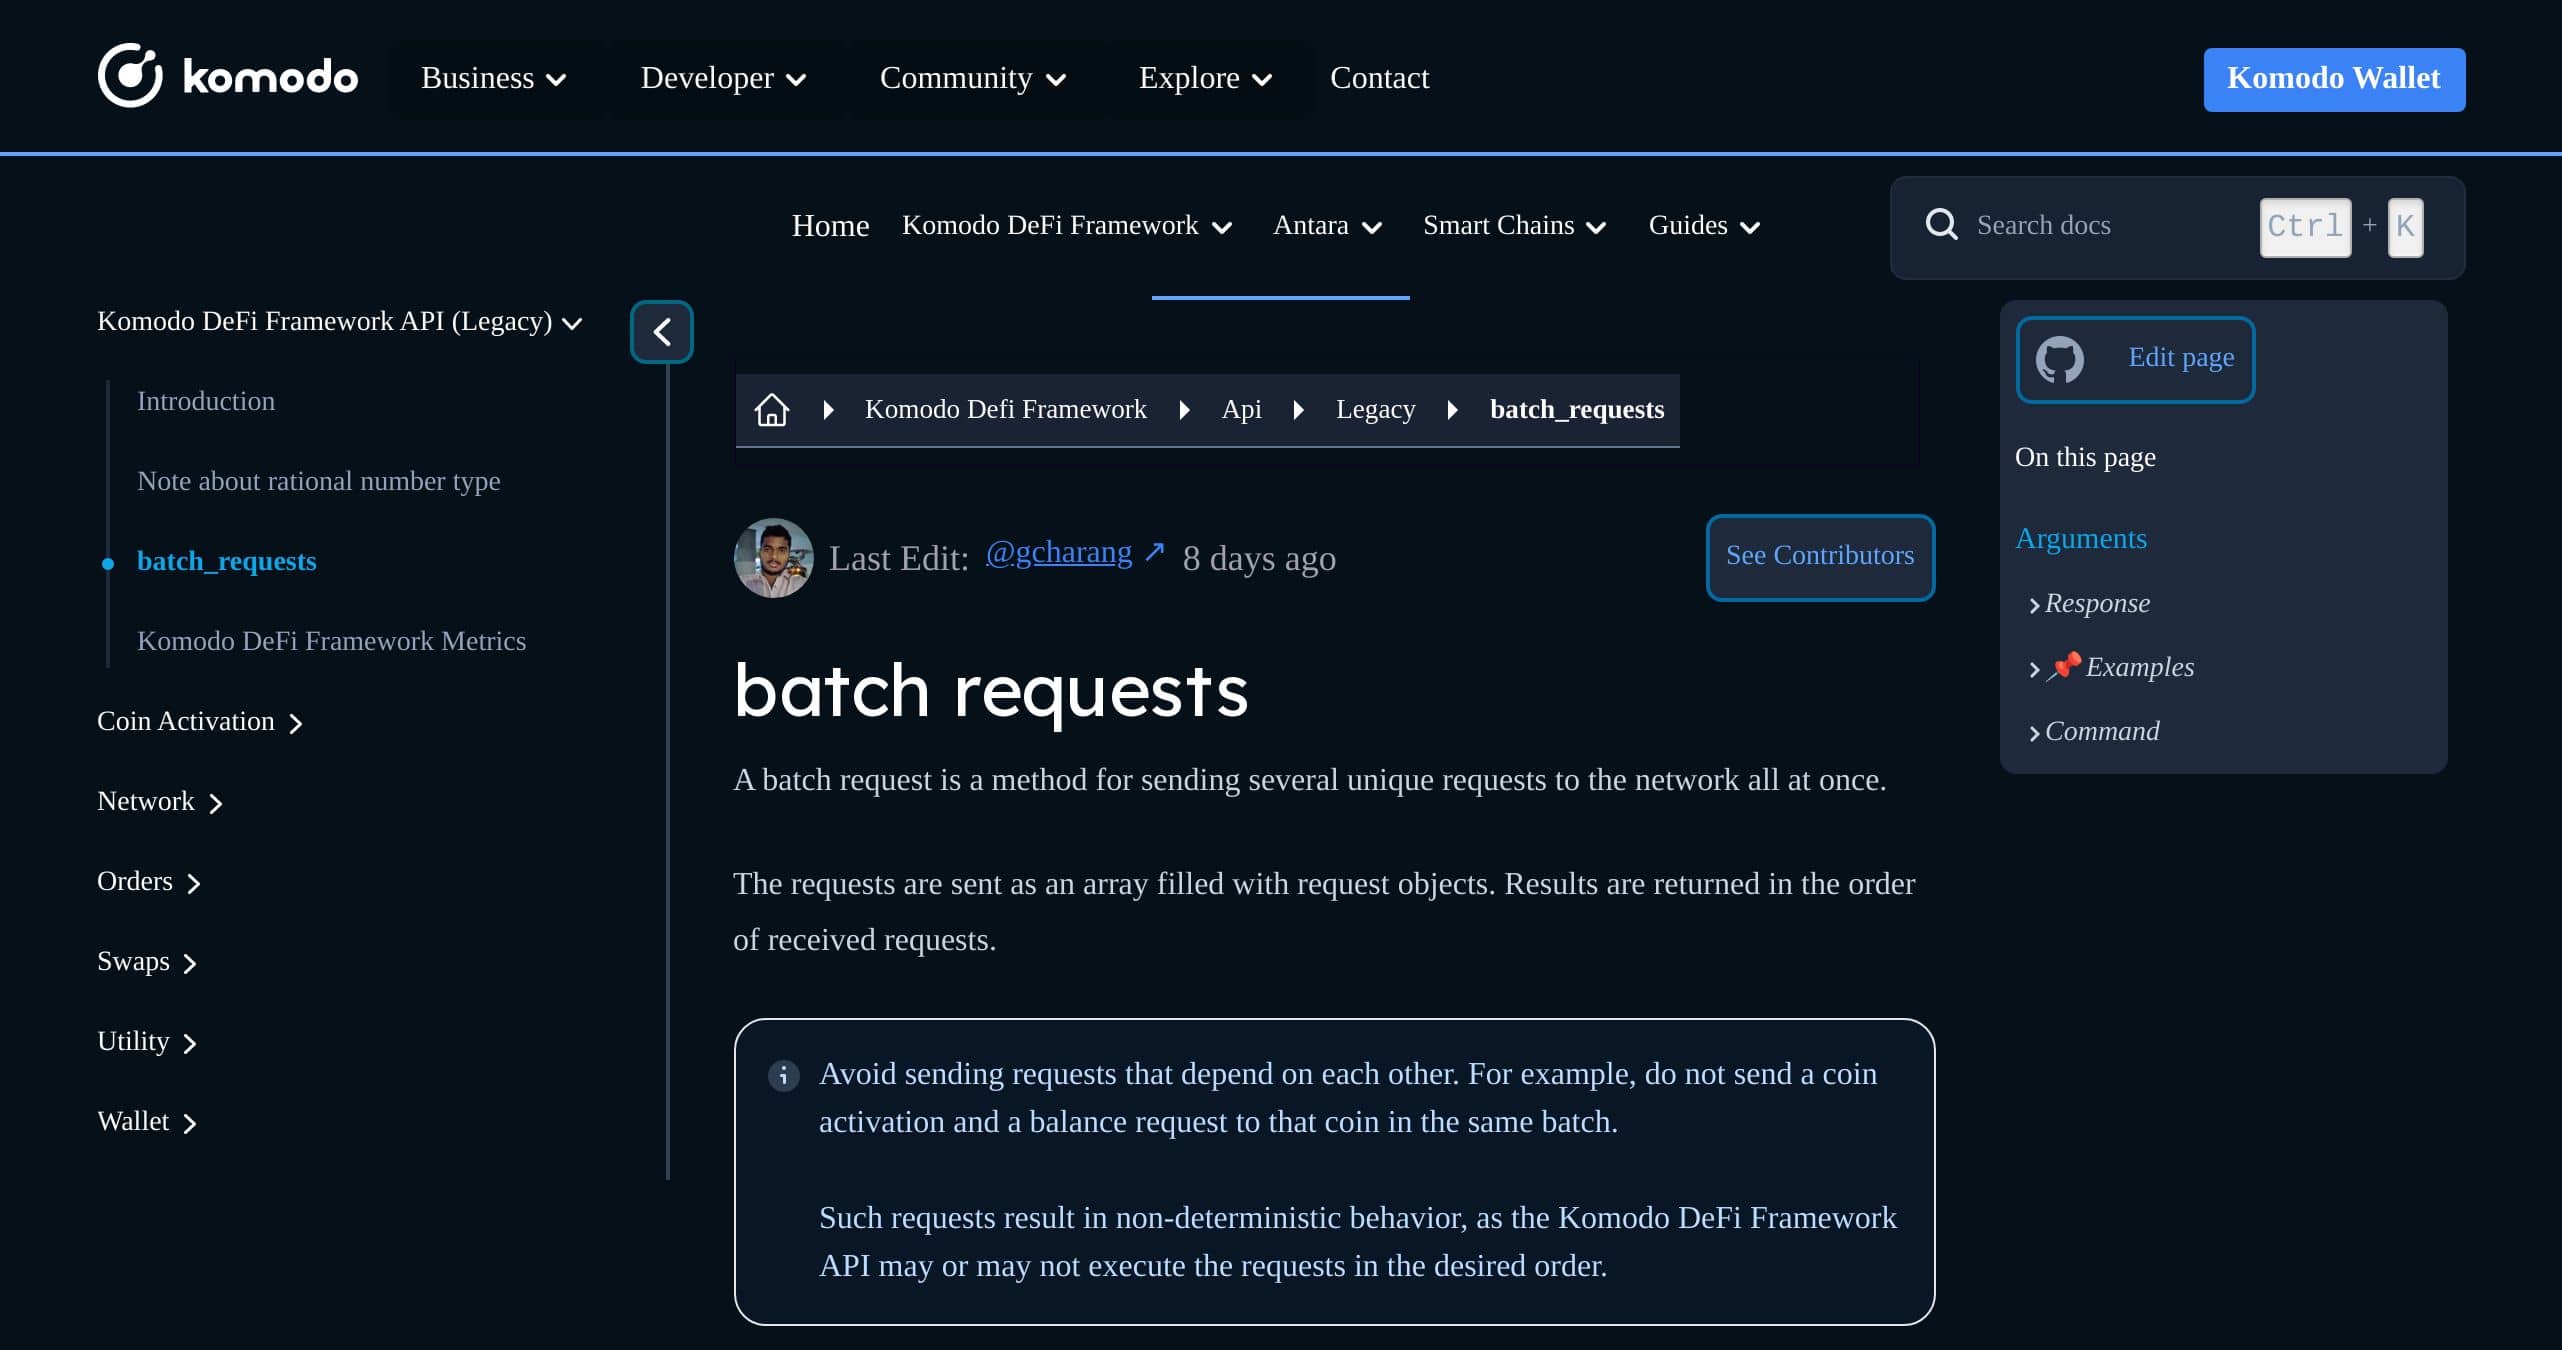 komodo Business Developer Community Explore Contact Komodo Wallet
Home Komodo DeFi Framework Antara Smart Chains Guides Search docs Ctrl + K
Komodo DeFi Framework API (Legacy)
Introduction
Note about rational number type
batch_requests
Komodo DeFi Framework Metrics
Coin Activation
Network
Orders
Swaps
Utility
Wallet
Komodo Defi Framework Api Legacy batch_requests
Last Edit: @gcharang ↗ 8 days ago See Contributors
batch requests
A batch request is a method for sending several unique requests to the network all at once.
The requests are sent as an array filled with request objects. Results are returned in the order
of received requests.
Avoid sending requests that depend on each other. For example, do not send a coin
activation and a balance request to that coin in the same batch.
Such requests result in non-deterministic behavior, as the Komodo DeFi Framework
API may or may not execute the requests in the desired order.
Edit page
On this page
Arguments
Response
📌 Examples
Command